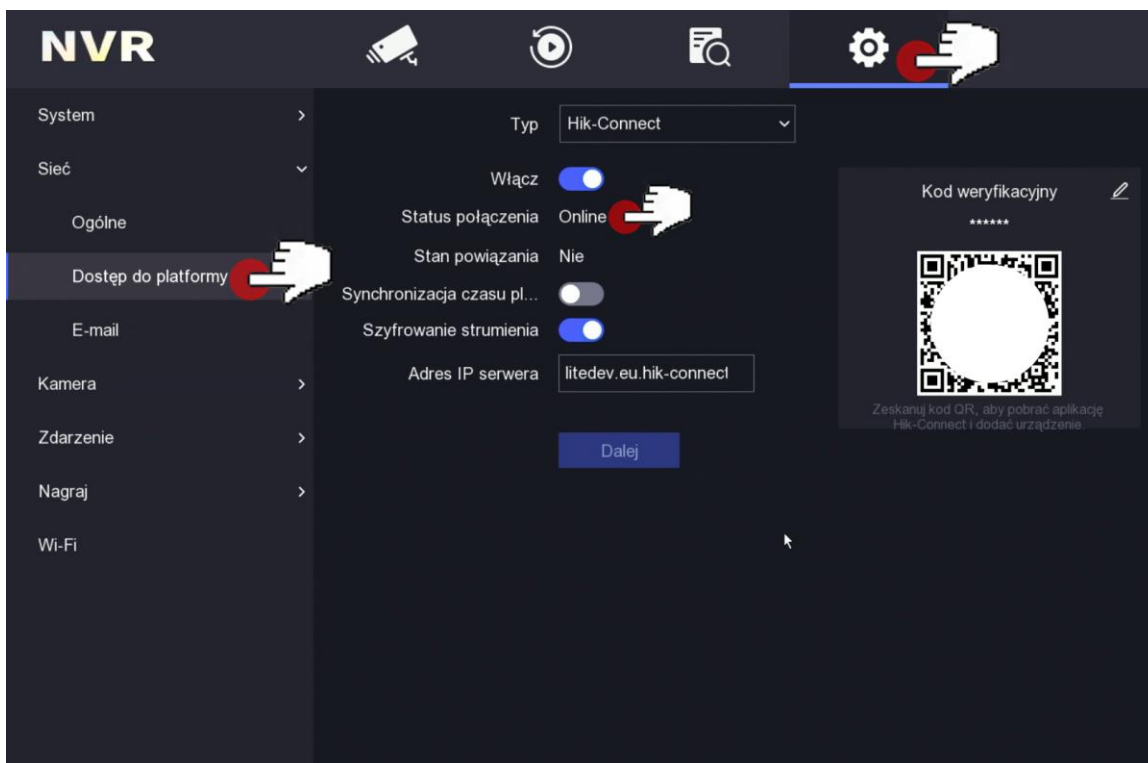 NVR
System
Sieć
Ogólne
Dostęp do platformy
E-mail
Kamera
Zdarzenie
Nagraj
Wi-Fi
Typ Hik-Connect
Włącz
Status połączenia Online
Stan powiązania Nie
Synchronizacja czasu pl...
Szyfrowanie strumienia
Adres IP serwera litedev.eu.hik-connect
Dalej
Kod weryfikacyjny
******
Zeskanuj kod QR, aby pobrać aplikację
Hik-Connect i dodać urządzenie.